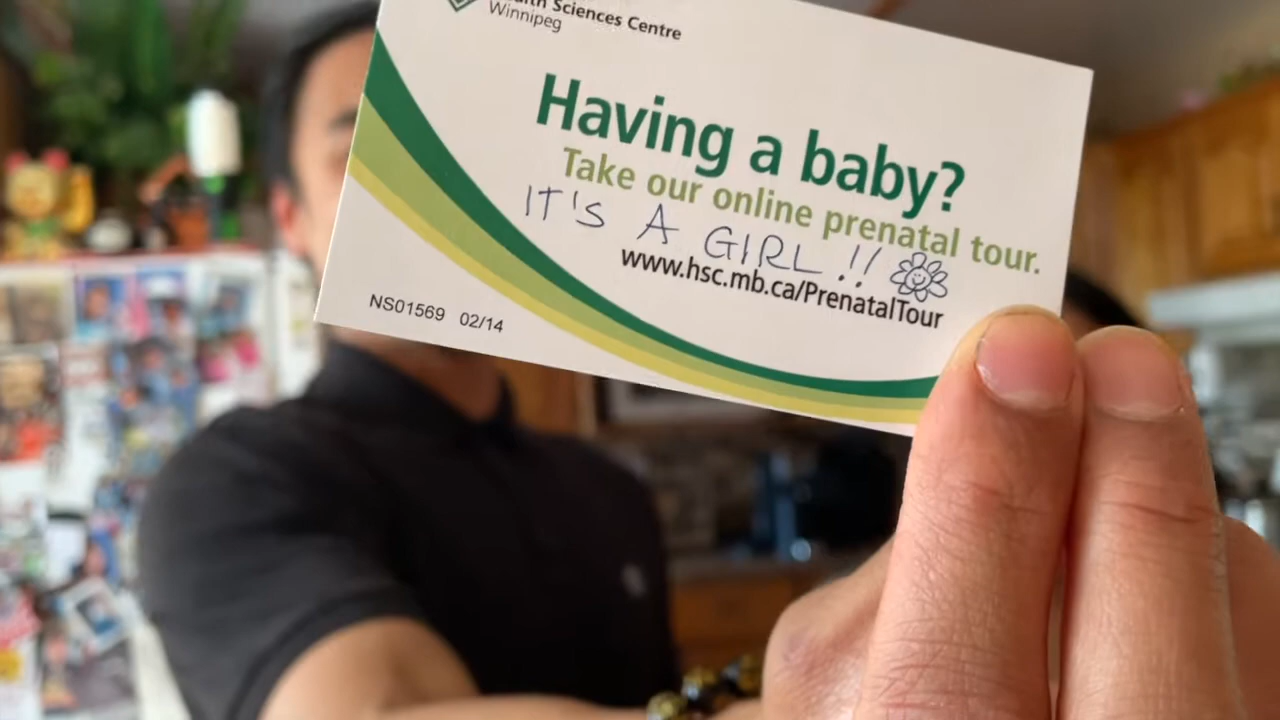 Sciences Centre
Winnipeg
Having a baby?
Take our online prenatal tour.
IT'S A GIRL!!
www.hsc.mb.ca/PrenatalTour
NS01569 02/14